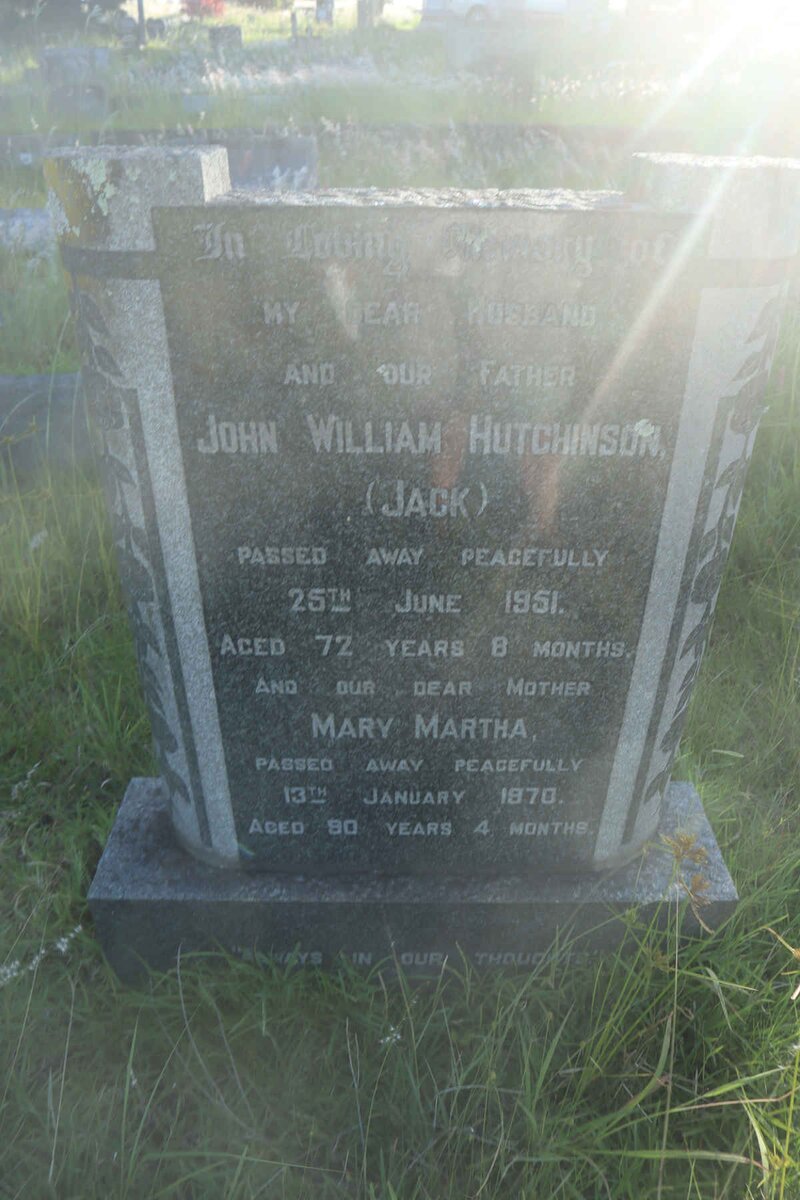 In Loving Memory of
MY DEAR HUSBAND
AND OUR FATHER
JOHN WILLIAM HUTCHINSON,
(JACK)
PASSED AWAY PEACEFULLY
25TH JUNE 1951.
AGED 72 YEARS 8 MONTHS.
AND OUR DEAR MOTHER
MARY MARTHA,
PASSED AWAY PEACEFULLY
13TH JANUARY 1970.
AGED 90 YEARS 4 MONTHS.
"ALWAYS IN OUR THOUGHTS"